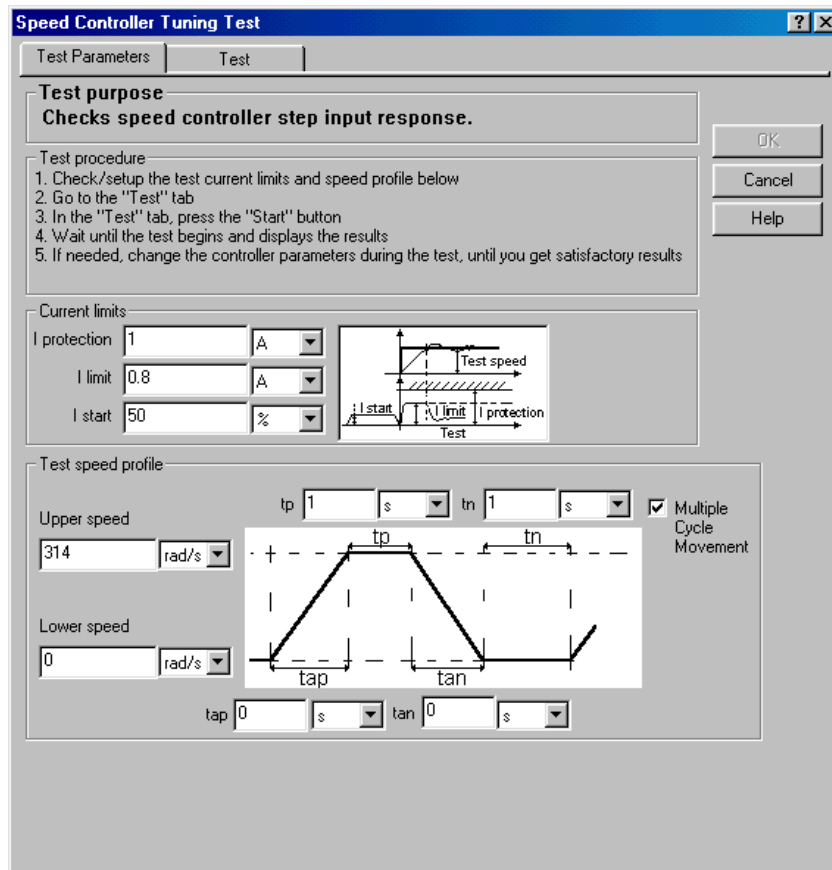 Speed Controller Tuning Test
Test Parameters
Test
Test purpose
Checks speed controller step input response.
OK
Cancel
Help
Test procedure
1. Check/setup the test current limits and speed profile below
2. Go to the "Test" tab
3. In the "Test" tab, press the "Start" button
4. Wait until the test begins and displays the results
5. If needed, change the controller parameters during the test, until you get satisfactory results
Current limits
I protection 1 A
I limit 0.8 A
I start 50 %
Test speed
I start
I limit
I protection
Test
Test speed profile
tp 1 s tn 1 s
Multiple
Cycle
Movement
Upper speed
314 rad/s
Lower speed
0 rad/s
tp
tn
tap
tan
tap 0 s tan 0 s